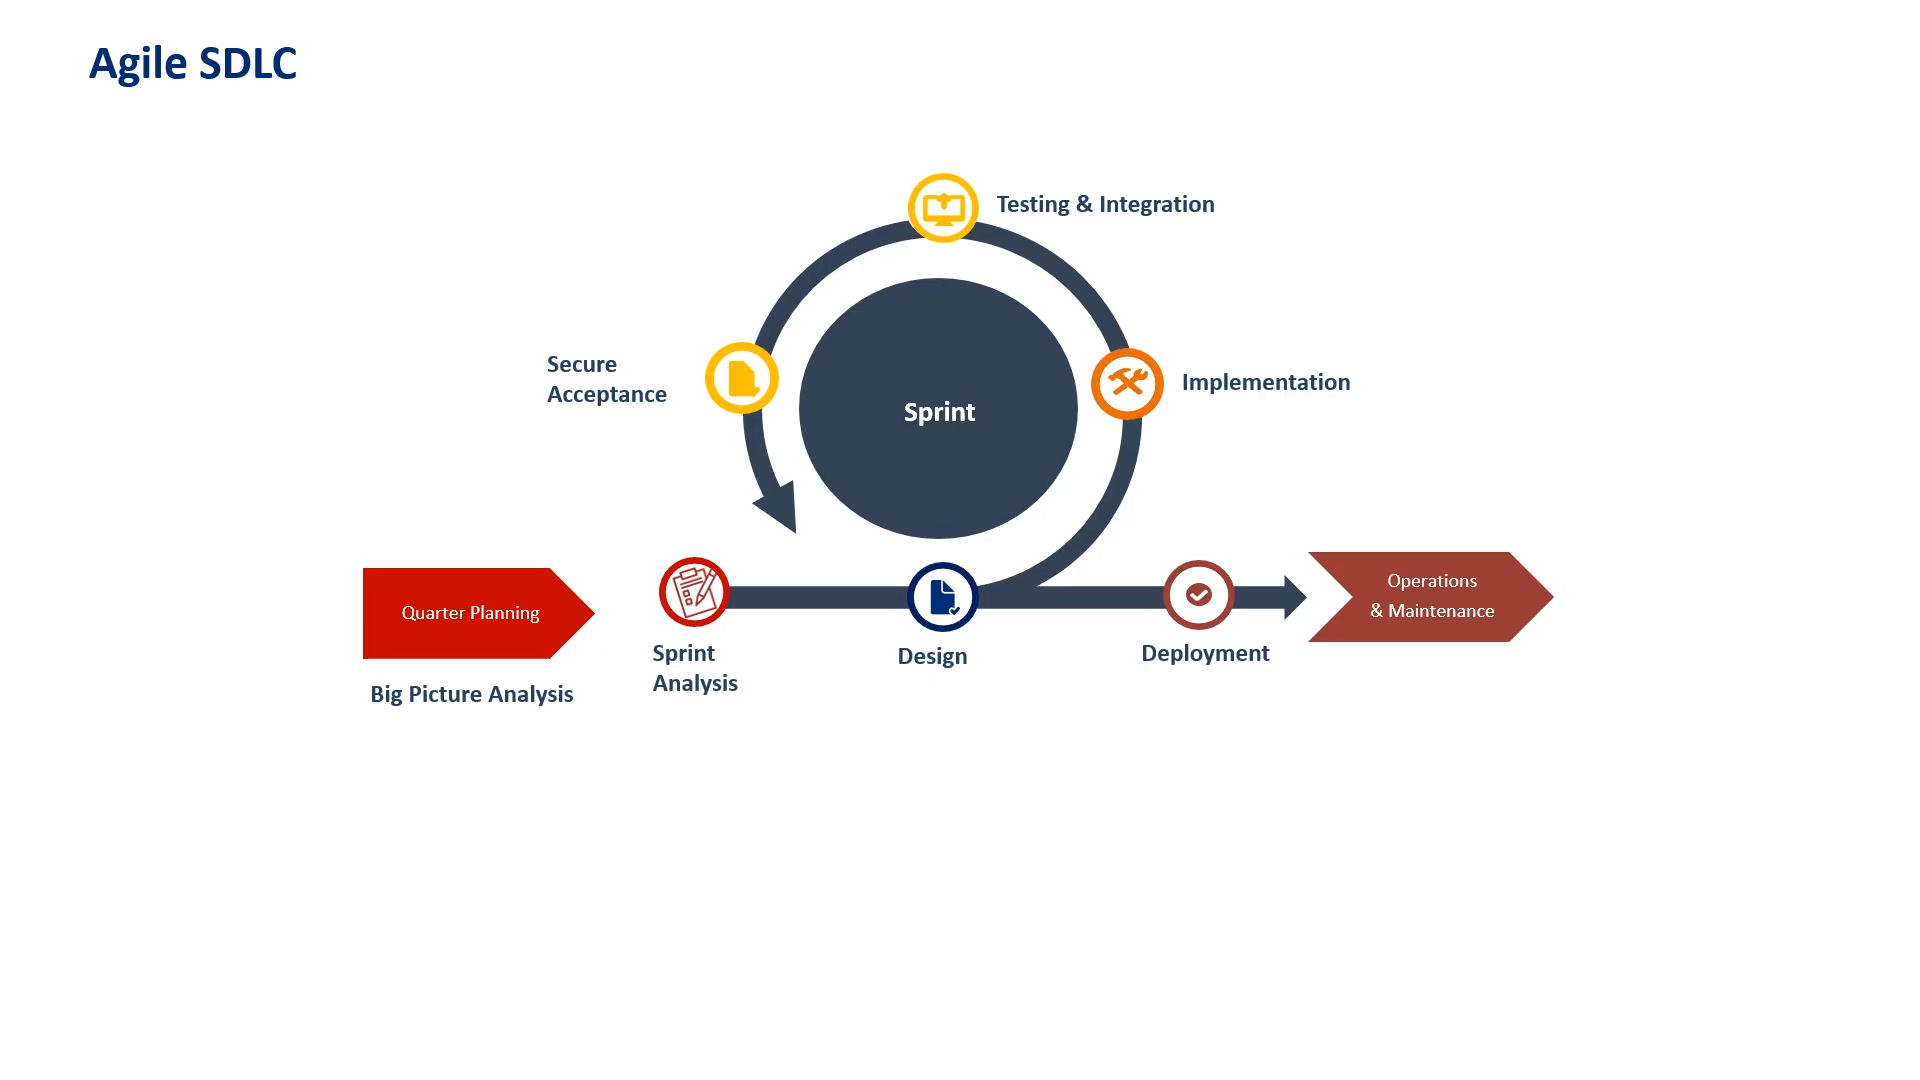 Agile SDLC
Testing & Integration
Secure
Acceptance
Implementation
Sprint
Quarter Planning
Big Picture Analysis
Sprint
Analysis
Design
Deployment
Operations
& Maintenance